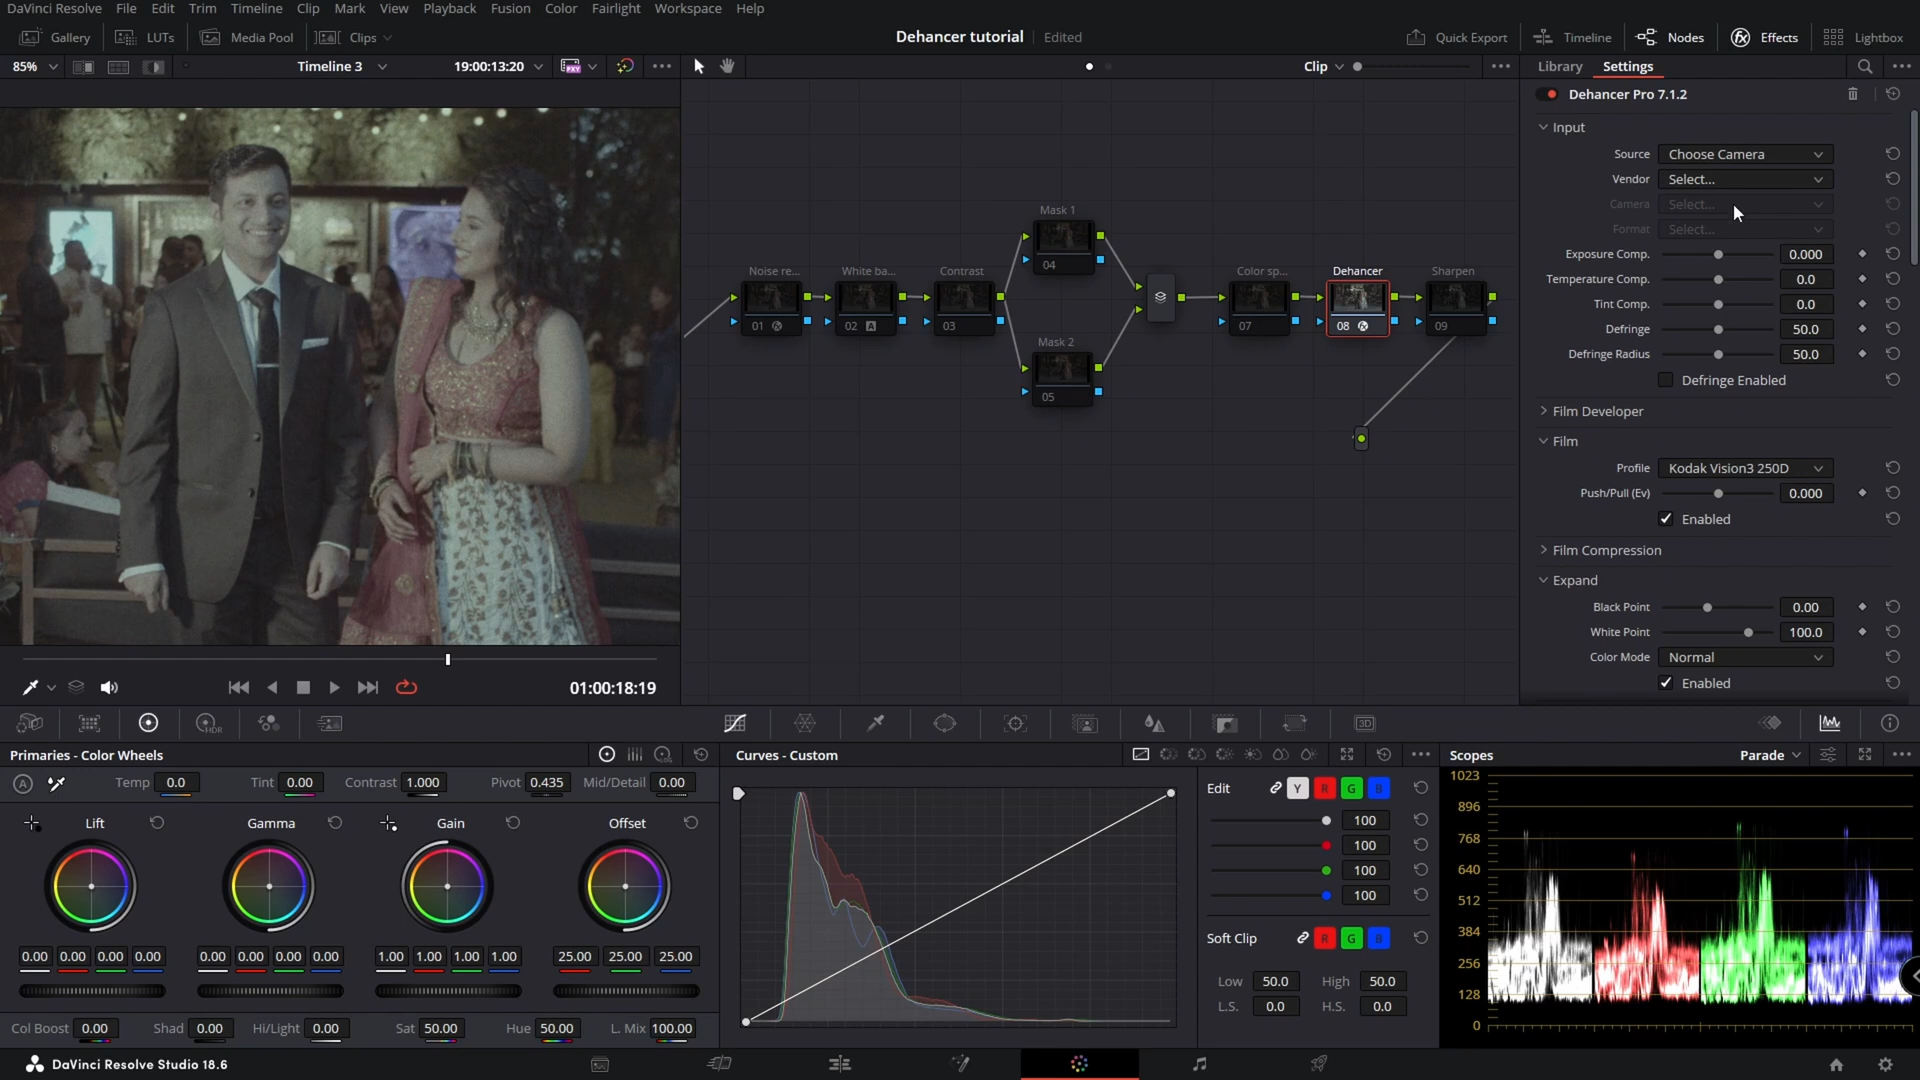 DaVinci Resolve File Edit Trim Timeline Clip Mark View Playback Fusion Color Fairlight Workspace Help
Gallery LUTs Media Pool Clips Dehancer tutorial Edited Quick Export Timeline Nodes Effects Lightbox
85% Timeline 3 19:00:13:20 Clip Library Settings
Dehancer Pro 7.1.2
Input
Source Choose Camera
Vendor Select...
Camera Select...
Format Select...
Exposure Comp. 0.000
Temperature Comp. 0.0
Tint Comp. 0.0
Defringe 50.0
Defringe Radius 50.0
Defringe Enabled
Film Developer
Film
Profile Kodak Vision3 250D
Push/Pull (Ev) 0.000
Enabled
Film Compression
Expand
Black Point 0.00
White Point 100.0
Color Mode Normal
Enabled
Mask 1
04
Noise re... White ba... Contrast Color sp... Dehancer Sharpen
01 02 A 03 07 08 fx 09
Mask 2
05
01:00:18:19
HDR 3D
Primaries - Color Wheels
A Temp 0.0 Tint 0.00 Contrast 1.000 Pivot 0.435 Mid/Detail 0.00
Lift Gamma Gain Offset
0.00 0.00 0.00 0.00 0.00 0.00 0.00 0.00 1.00 1.00 1.00 1.00 25.00 25.00 25.00
Col Boost 0.00 Shad 0.00 Hi/Light 0.00 Sat 50.00 Hue 50.00 L. Mix 100.00
Curves - Custom
Edit Y R G B
100
100
100
100
Soft Clip R G B
Low 50.0 High 50.0
L.S. 0.0 H.S. 0.0
Scopes Parade
1023
896
768
640
512
384
256
128
0
DaVinci Resolve Studio 18.6